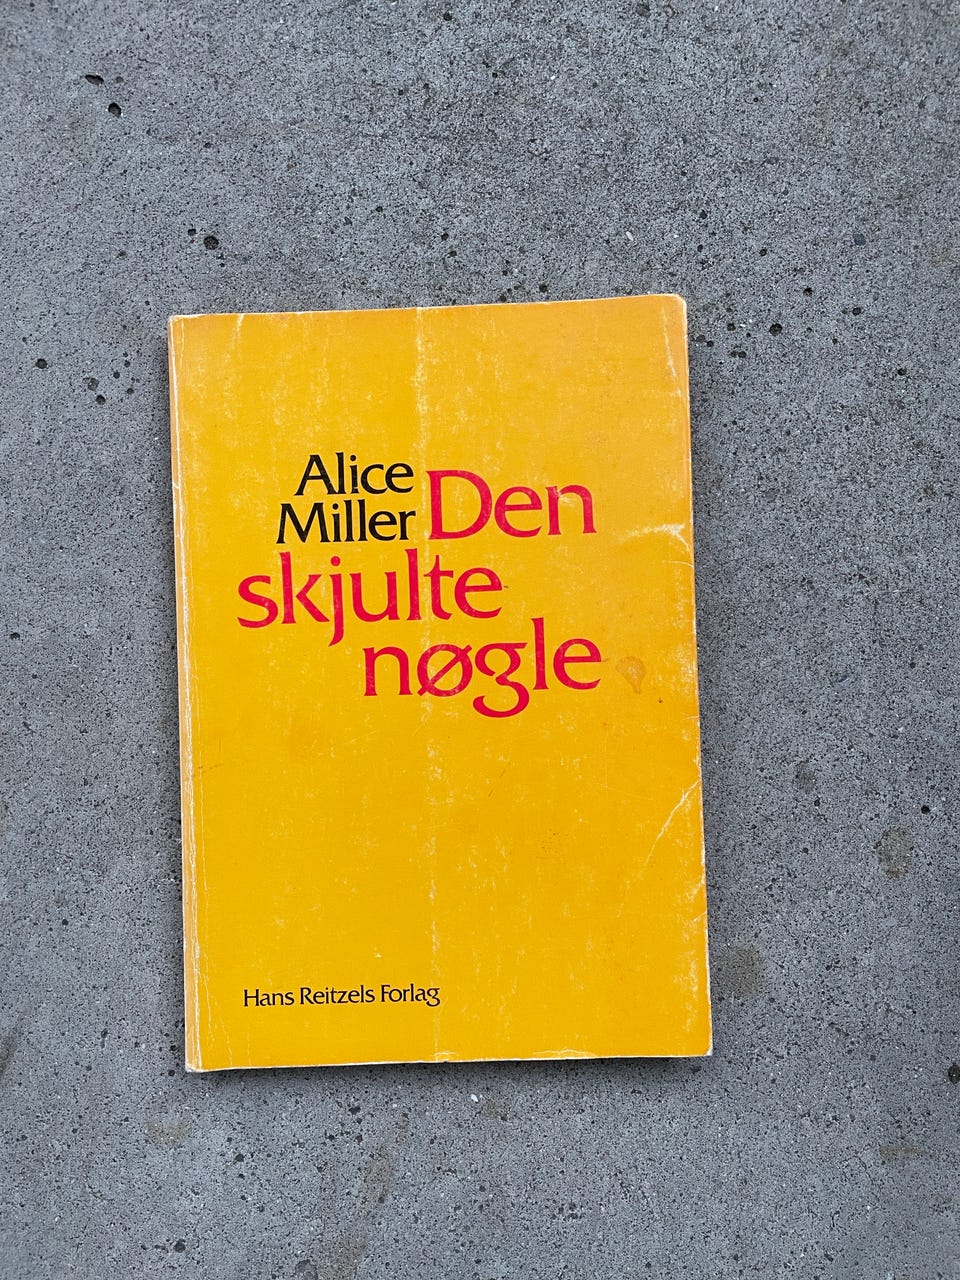 Alice
Miller Den
skjulte
nøgle
Hans Reitzels Forlag